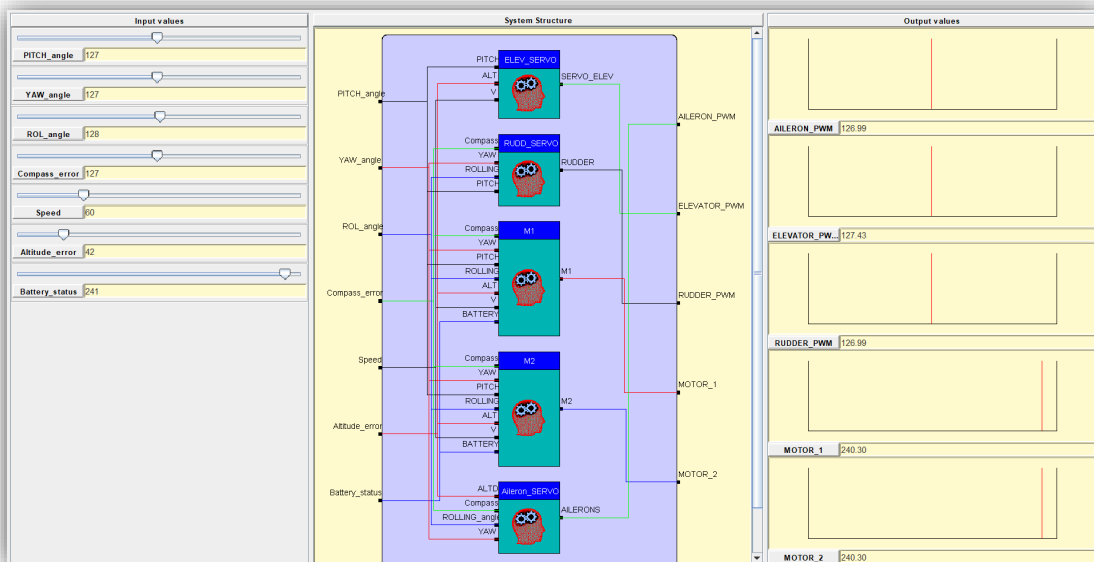 Input values
PITCH_angle 127
YAW_angle 127
ROL_angle 128
Compass_error 127
Speed 60
Altitude_error 42
Battery_status 241
System Structure
PITCH_angle
YAW_angle
ROL_angle
Compass_error
Speed
Altitude_error
Battery_status
ELEV_SERVO
PITCH
ALT
V
SERVO_ELEV
RUDD_SERVO
Compass
YAW
ROLLING
PITCH
RUDDER
M1
Compass
YAW
PITCH
ROLLING
ALT
V
BATTERY
M1
M2
Compass
YAW
PITCH
ROLLING
ALT
V
BATTERY
M2
Aileron_SERVO
ALTD
Compass
ROLLING_angle
YAW
AILERONS
AILERON_PWM
ELEVATOR_PWM
RUDDER_PWM
MOTOR_1
MOTOR_2
Output values
AILERON_PWM 126.99
ELEVATOR_PW... 127.43
RUDDER_PWM 126.99
MOTOR_1 240.30
MOTOR_2 240.30